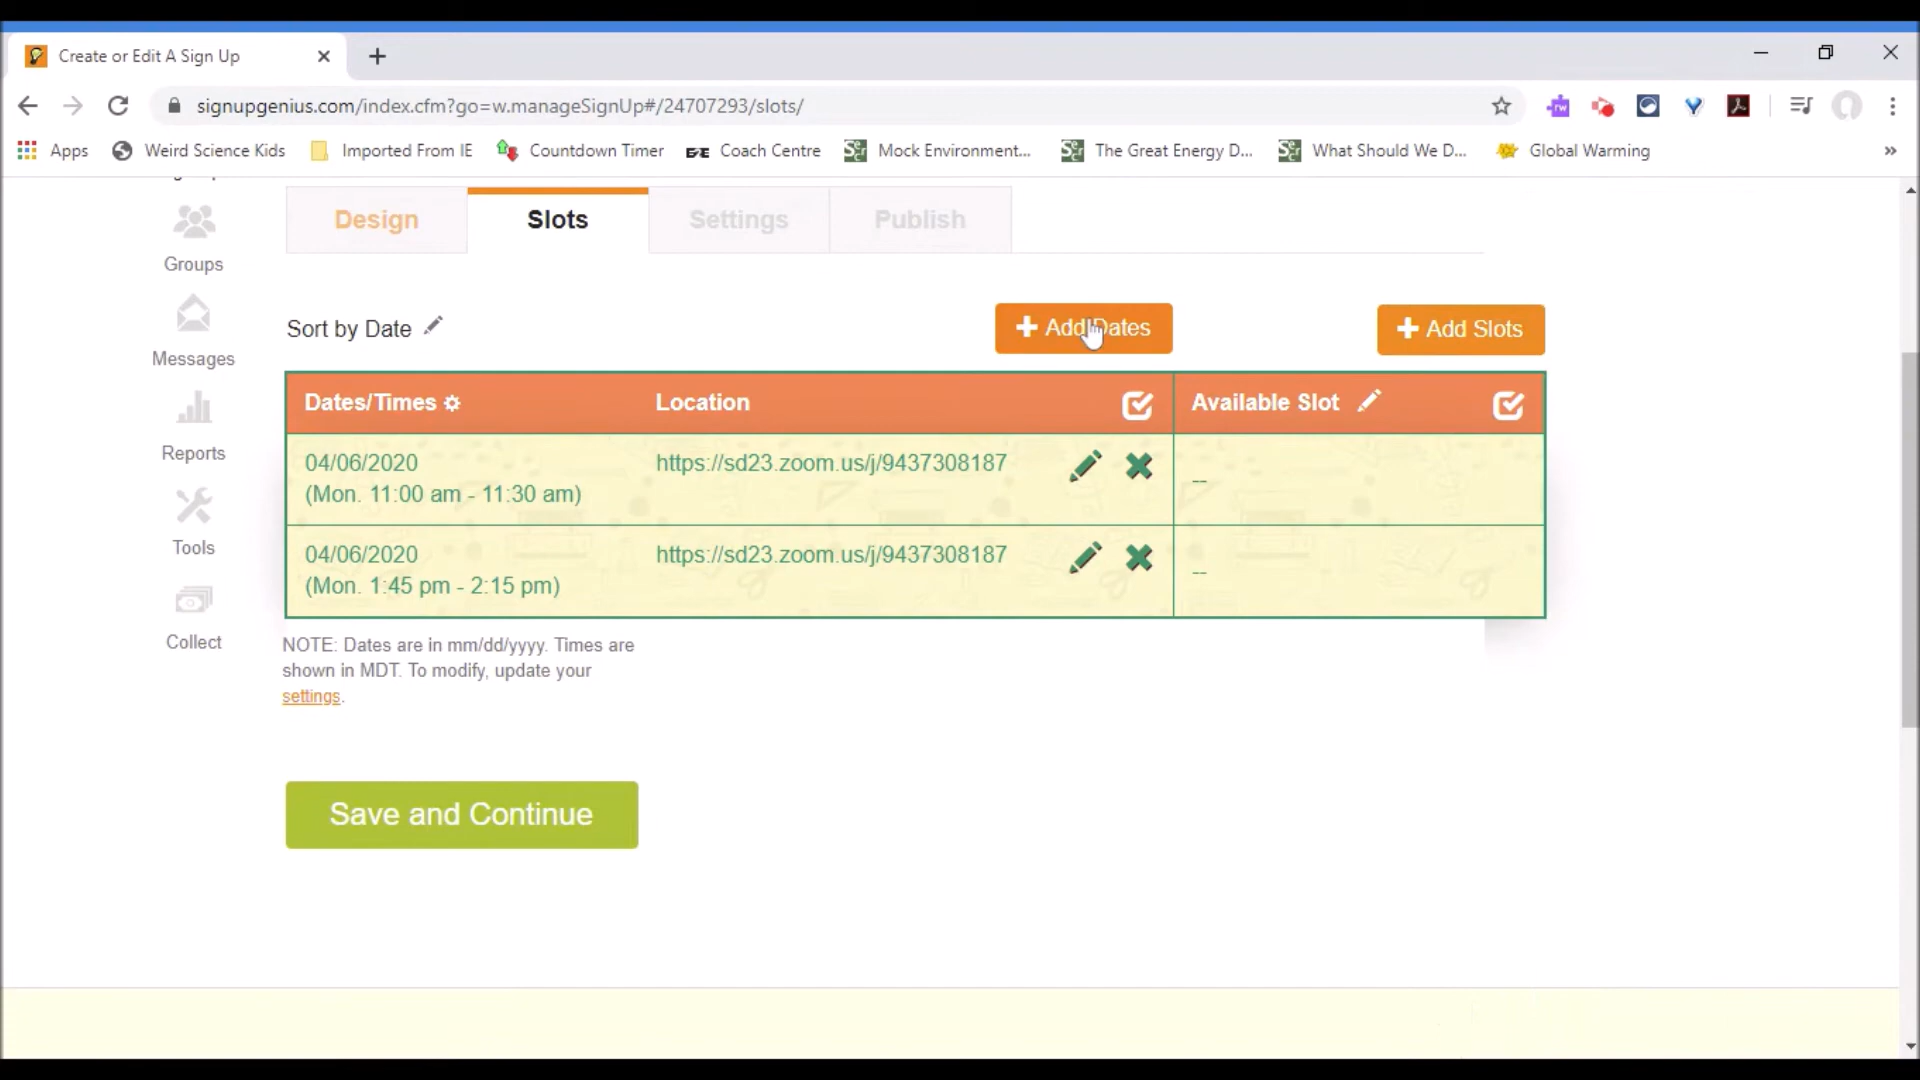 Create or Edit A Sign Up
signupgenius.com/index.cfm?go=w.manageSignUp#/24707293/slots/
Apps Weird Science Kids Imported From IE Countdown Timer Coach Centre Mock Environment... The Great Energy D... What Should We D... Global Warming »
Design Slots Settings Publish
Groups
Messages
Reports
Tools
Collect
Sort by Date
Add Dates
Add Slots
Dates/Times Location Available Slot
04/06/2020 https://sd23.zoom.us/j/9437308187
(Mon. 11:00 am - 11:30 am) --
04/06/2020 https://sd23.zoom.us/j/9437308187
(Mon. 1:45 pm - 2:15 pm) --
NOTE: Dates are in mm/dd/yyyy. Times are
shown in MDT. To modify, update your
settings.
Save and Continue